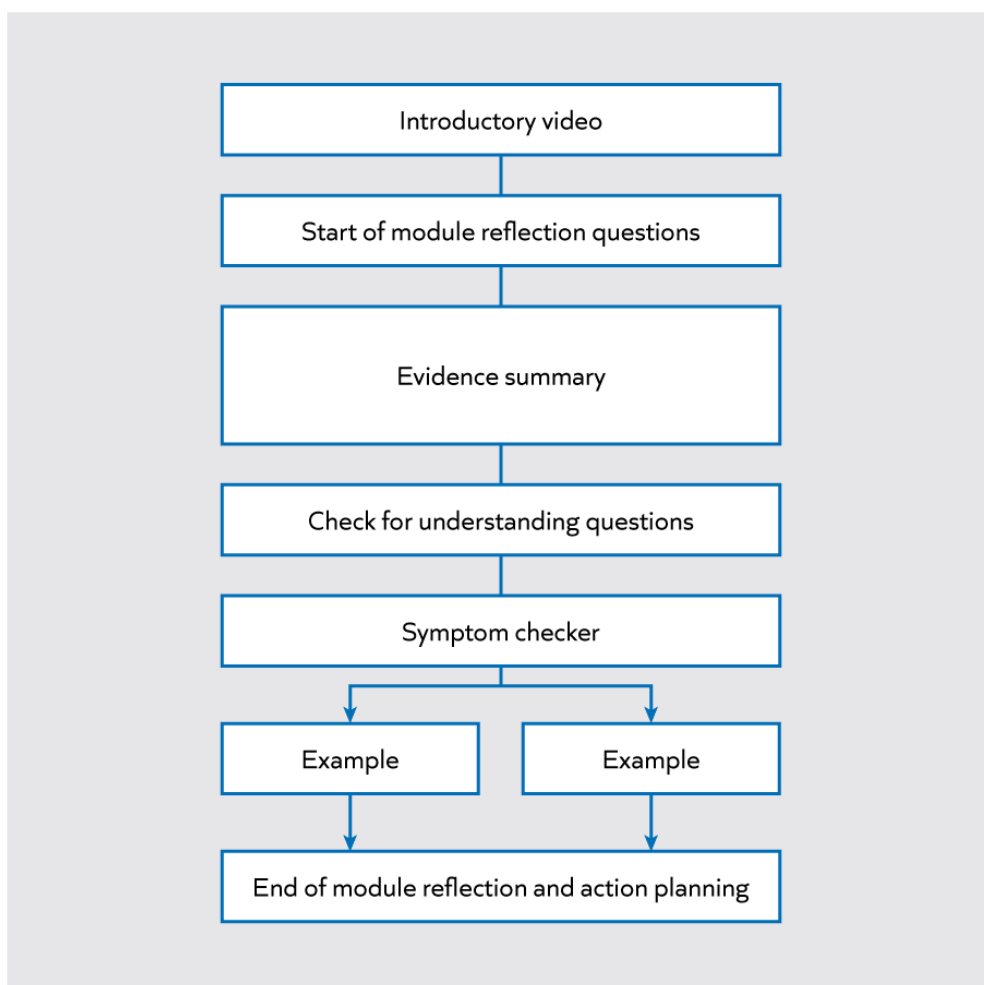 Introductory video
Start of module reflection questions
Evidence summary
Check for understanding questions
Symptom checker
Example
Example
End of module reflection and action planning